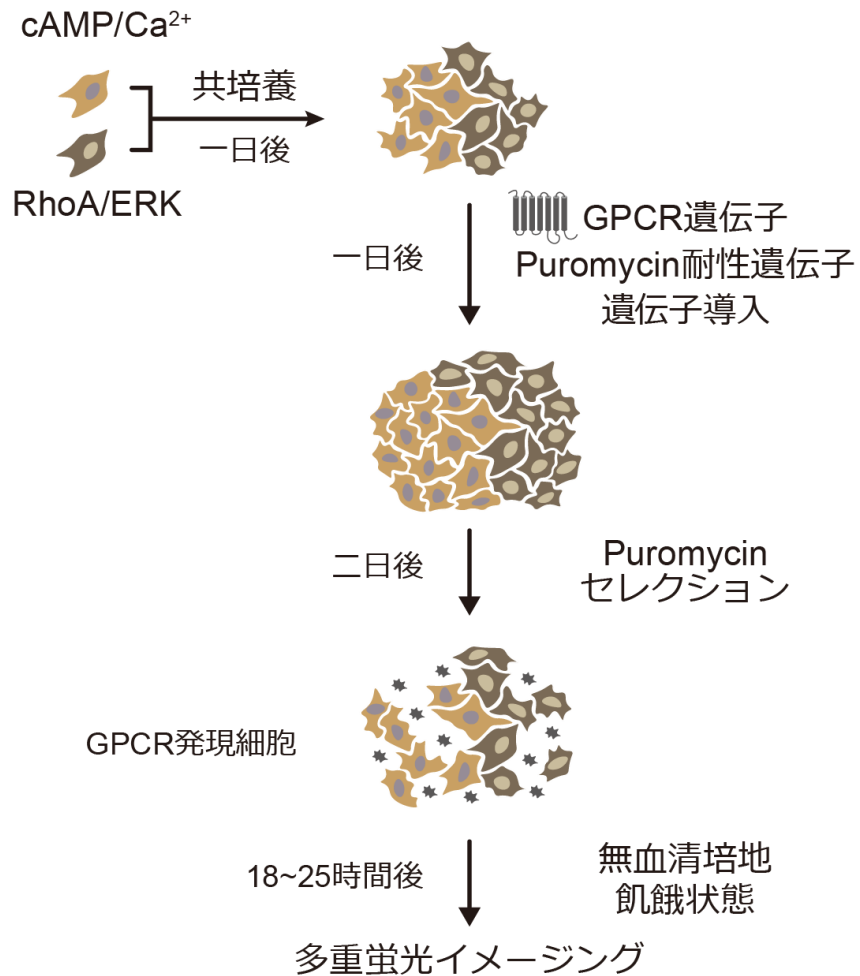 cAMP/Ca²⁺
共培養
一日後
RhoA/ERK
GPCR遺伝子
一日後
Puromycin耐性遺伝子
遺伝子導入
二日後
Puromycin
セレクション
GPCR発現細胞
18~25時間後
無血清培地
飢餓状態
多重蛍光イメージング